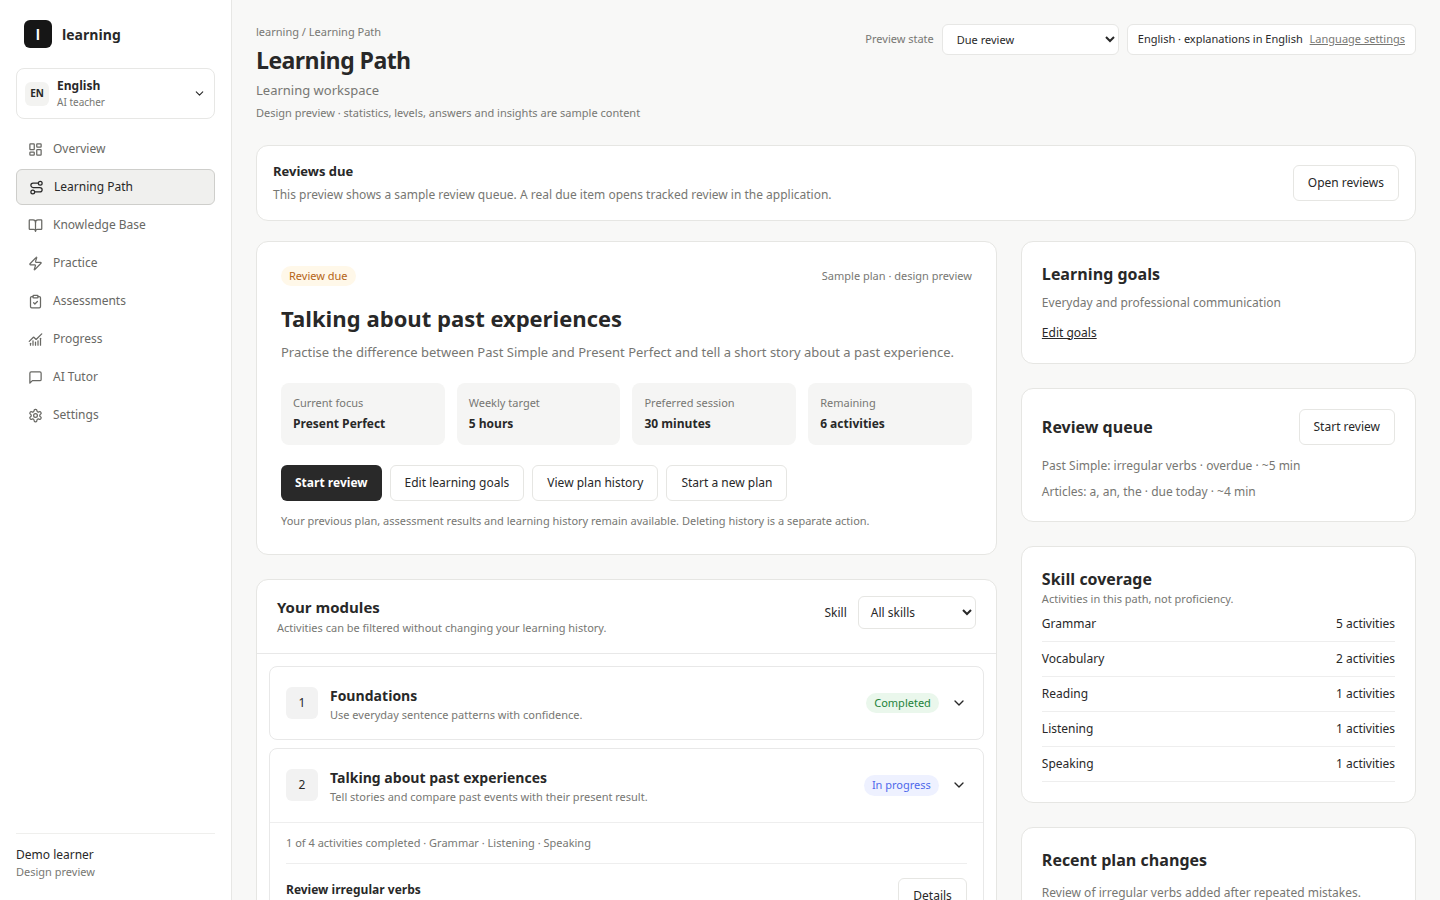 l learning
EN English
AI teacher
Overview
Learning Path
Knowledge Base
Practice
Assessments
Progress
AI Tutor
Settings
Demo learner
Design preview
learning / Learning Path
Learning Path
Learning workspace
Design preview · statistics, levels, answers and insights are sample content
Preview state Due review English · explanations in English Language settings
Reviews due
This preview shows a sample review queue. A real due item opens tracked review in the application.
Open reviews
Review due Sample plan · design preview
Talking about past experiences
Practise the difference between Past Simple and Present Perfect and tell a short story about a past experience.
Current focus
Present Perfect
Weekly target
5 hours
Preferred session
30 minutes
Remaining
6 activities
Start review Edit learning goals View plan history Start a new plan
Your previous plan, assessment results and learning history remain available. Deleting history is a separate action.
Your modules
Activities can be filtered without changing your learning history.
Skill All skills
1 Foundations
Use everyday sentence patterns with confidence.
Completed
2 Talking about past experiences
Tell stories and compare past events with their present result.
In progress
1 of 4 activities completed · Grammar · Listening · Speaking
Review irregular verbs Details
Learning goals
Everyday and professional communication
Edit goals
Review queue Start review
Past Simple: irregular verbs · overdue · ~5 min
Articles: a, an, the · due today · ~4 min
Skill coverage
Activities in this path, not proficiency.
Grammar 5 activities
Vocabulary 2 activities
Reading 1 activities
Listening 1 activities
Speaking 1 activities
Recent plan changes
Review of irregular verbs added after repeated mistakes.